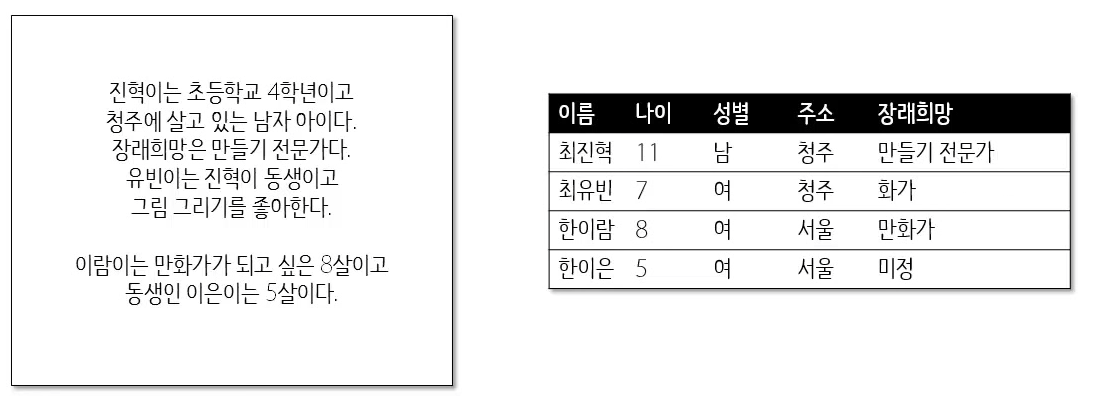 진혁이는 초등학교 4학년이고
청주에 살고 있는 남자 아이다.
장래희망은 만들기 전문가다.
유빈이는 진혁이 동생이고
그림 그리기를 좋아한다.
이람이는 만화가가 되고 싶은 8살이고
동생인 이은이는 5살이다.
이름 나이 성별 주소 장래희망
최진혁 11 남 청주 만들기 전문가
최유빈 7 여 청주 화가
한이람 8 여 서울 만화가
한이은 5 여 서울 미정